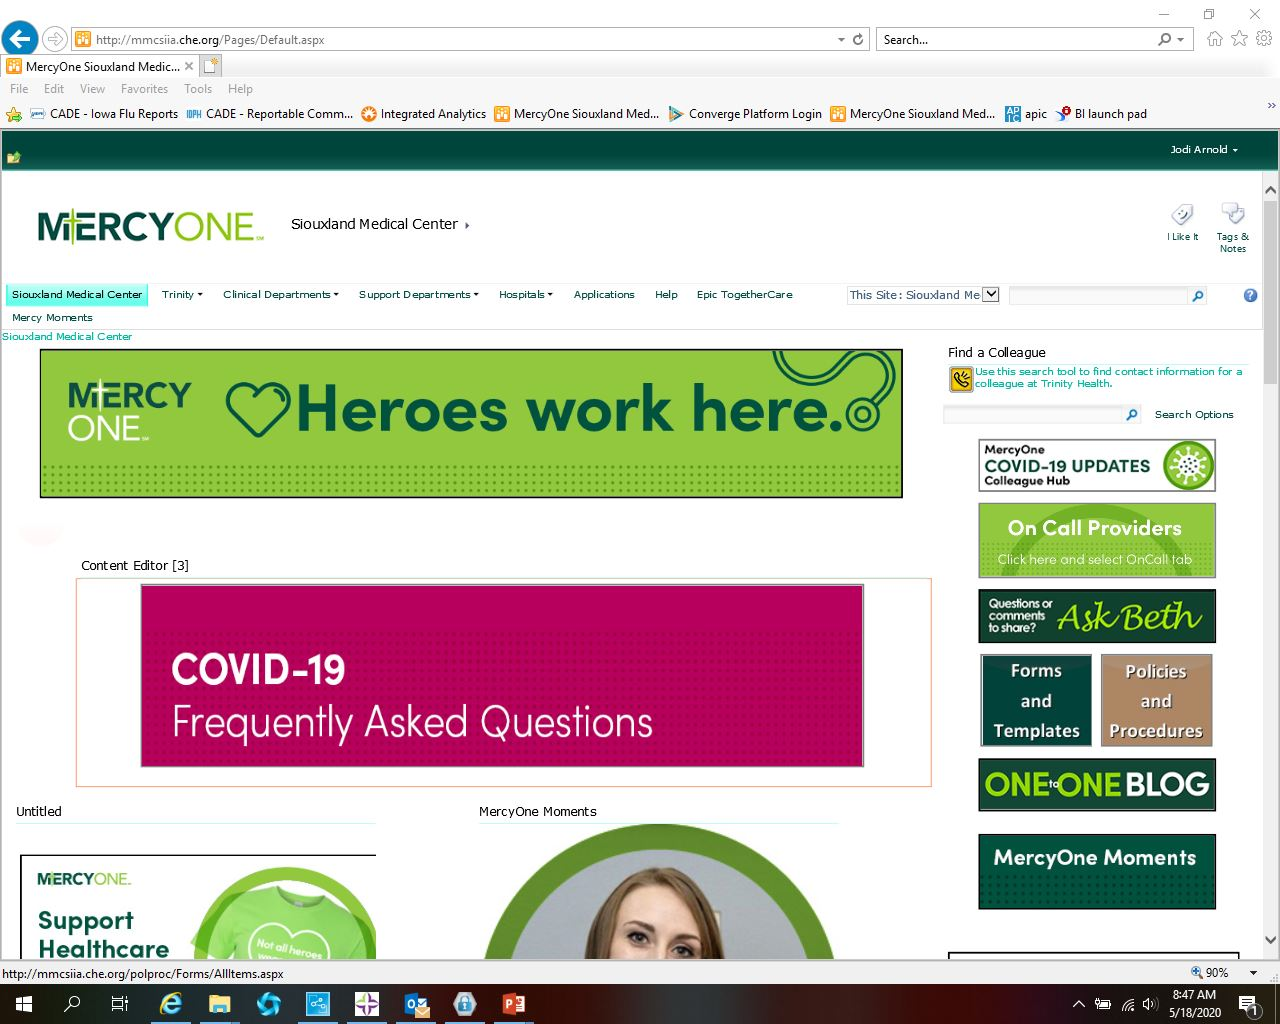 http://mmcsiia.che.org/Pages/Default.aspx
Search...
MercyOne Siouxland Medic...
File Edit View Favorites Tools Help
CADE - Iowa Flu Reports
IDPH CADE - Reportable Comm...
Integrated Analytics
MercyOne Siouxland Med...
Converge Platform Login
MercyOne Siouxland Med...
apic
BI launch pad
Jodi Arnold
MERCYONE
SM
Siouxland Medical Center
I Like It
Tags &
Notes
Siouxland Medical Center Trinity Clinical Departments Support Departments Hospitals Applications Help Epic TogetherCare
This Site: Siouxland Me
Mercy Moments
Siouxland Medical Center
MERCY
ONE
SM
Heroes work here.
Find a Colleague
Use this search tool to find contact information for a
colleague at Trinity Health.
Search Options
MercyOne
COVID-19 UPDATES
Colleague Hub
On Call Providers
Click here and select OnCall tab
Questions or
comments
to share?
Ask Beth
Forms
and
Templates
Policies
and
Procedures
ONE to ONE BLOG
MercyOne Moments
Content Editor [3]
COVID-19
Frequently Asked Questions
Untitled
MERCYONE
Support
Healthcare
Not all heroes
MercyOne Moments
http://mmcsiia.che.org/polproc/Forms/AllItems.aspx
90%
8:47 AM
5/18/2020
1